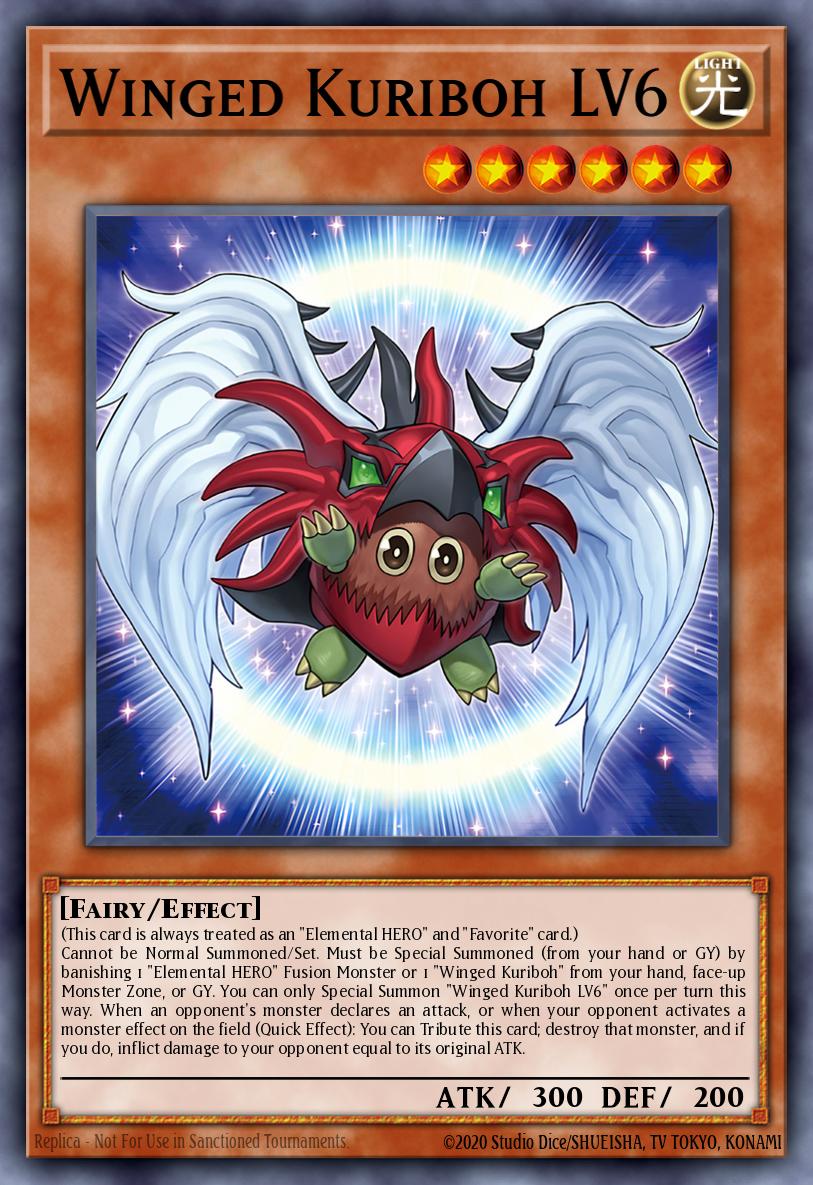 WINGED KURIBOH LV6
LIGHT
光
[FAIRY/EFFECT]
(This card is always treated as an "Elemental HERO" and "Favorite" card.)
Cannot be Normal Summoned/Set. Must be Special Summoned (from your hand or GY) by
banishing 1 "Elemental HERO" Fusion Monster or 1 "Winged Kuriboh" from your hand, face-up
Monster Zone, or GY. You can only Special Summon "Winged Kuriboh LV6" once per turn this
way. When an opponent's monster declares an attack, or when your opponent activates a
monster effect on the field (Quick Effect): You can Tribute this card; destroy that monster, and if
you do, inflict damage to your opponent equal to its original ATK.
ATK/ 300 DEF/ 200
Replica - Not For Use in Sanctioned Tournaments.
©2020 Studio Dice/SHUEISHA, TV TOKYO, KONAMI